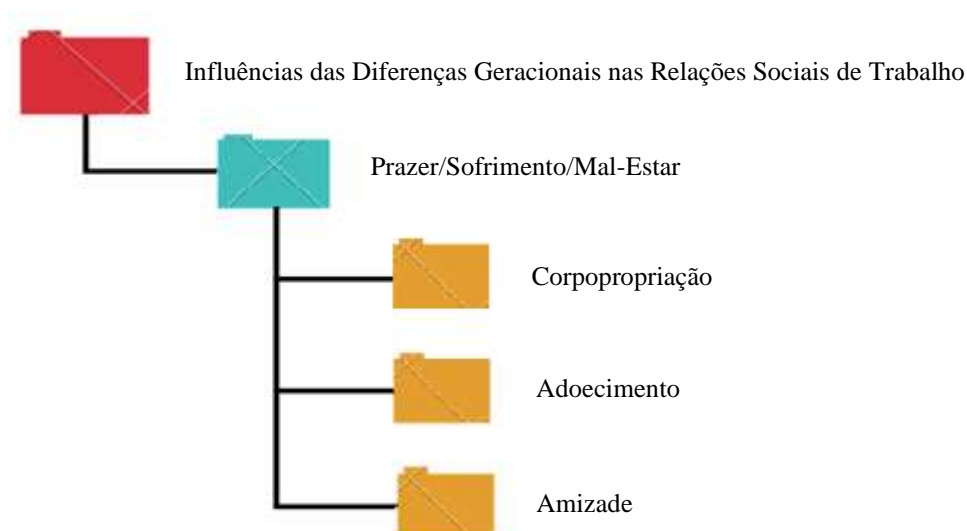 Influências das Diferenças Geracionais nas Relações Sociais de Trabalho
Prazer/Sofrimento/Mal-Estar
Corpopropriação
Adoecimento
Amizade